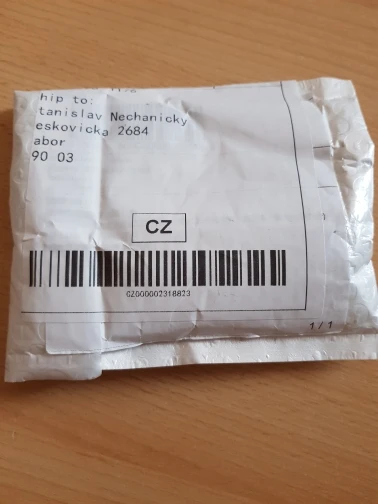 hip to:
tanislav Nechanicky
eskovicka 2684
abor
90 03
CZ
CZ000002318823
1/1